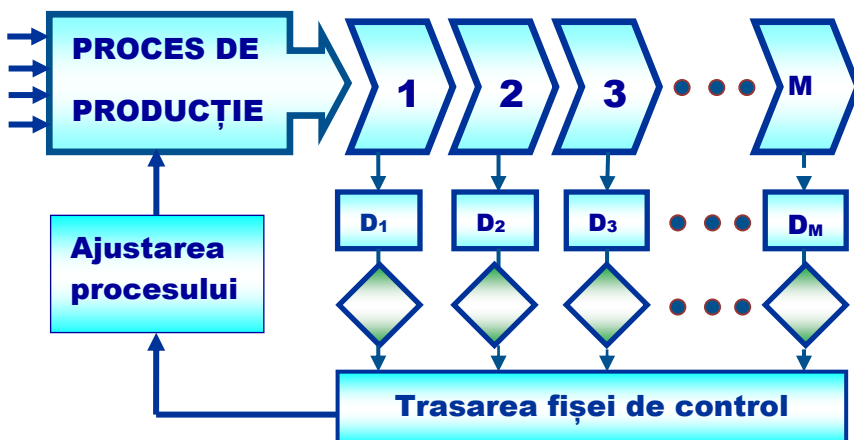 PROCES DE
PRODUCȚIE
1
2
3
M
D₁
D₂
D₃
Dₘ
Ajustarea
procesului
Trasarea fișei de control